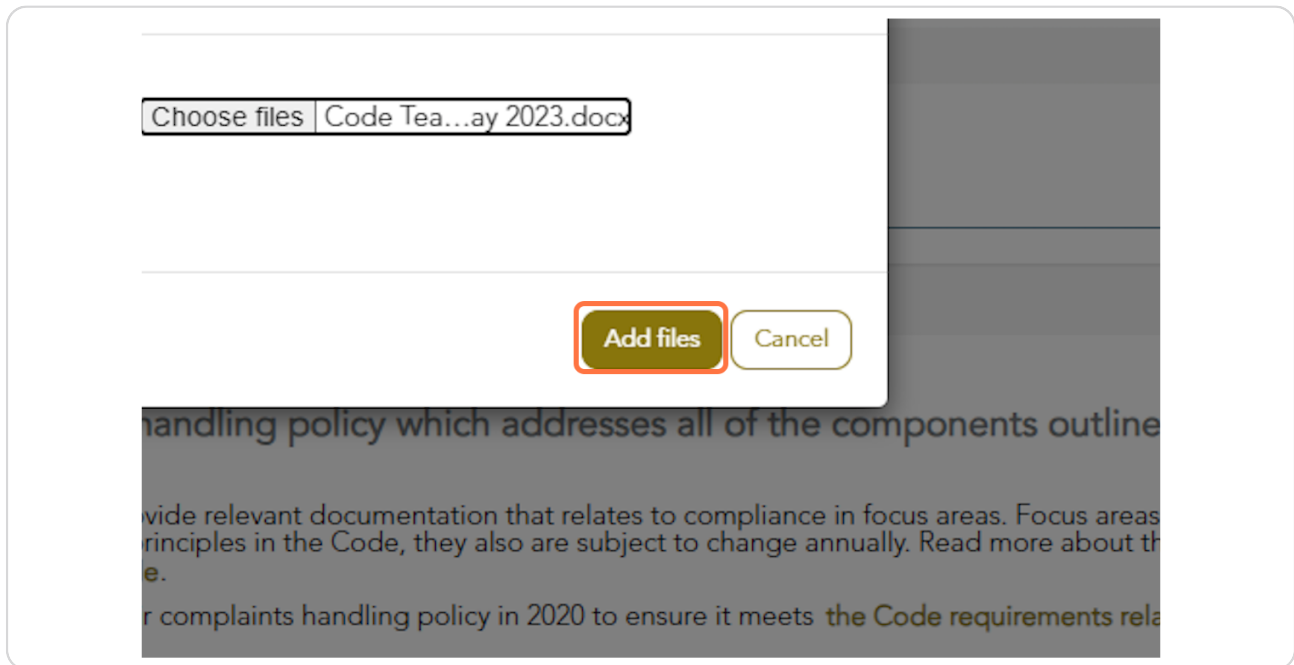 Choose files Code Tea...ay 2023.docx
Add files Cancel
handling policy which addresses all of the components outline
vide relevant documentation that relates to compliance in focus areas. Focus areas
rinciples in the Code, they also are subject to change annually. Read more about th
e.
r complaints handling policy in 2020 to ensure it meets the Code requirements rela